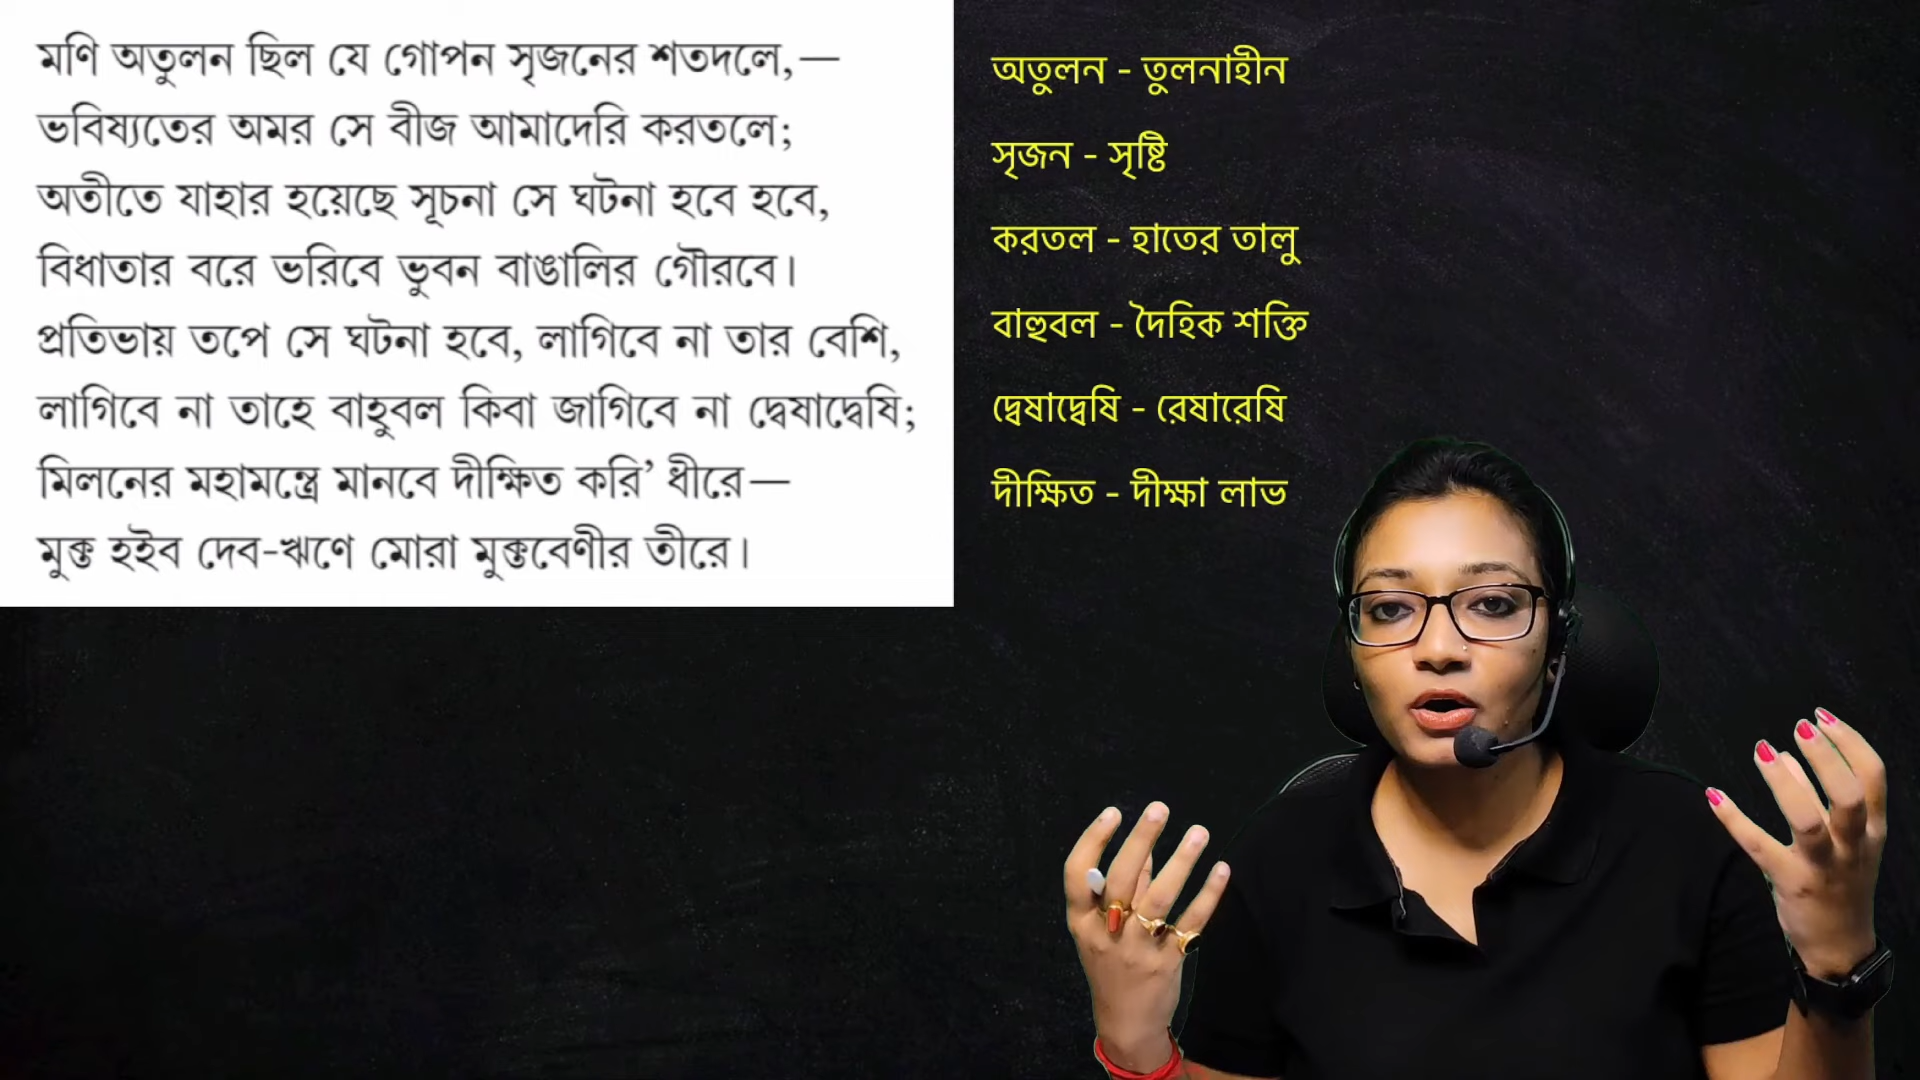 মণি অতুলন ছিল যে গোপন সৃজনের শতদলে,—
ভবিষ্যতের অমর সে বীজ আমাদেরি করতলে;
অতীতে যাহার হয়েছে সূচনা সে ঘটনা হবে হবে,
বিধাতার বরে ভরিবে ভুবন বাঙালির গৌরবে।
প্রতিভায় তপে সে ঘটনা হবে, লাগিবে না তার বেশি,
লাগিবে না তাহে বাহুবল কিবা জাগিবে না দ্বেষাদ্বেষি;
মিলনের মহামন্ত্রে মানবে দীক্ষিত করি’ ধীরে—
মুক্ত হইব দেব-ঋণে মোরা মুক্তবেণীর তীরে।
অতুলন - তুলনাহীন
সৃজন - সৃষ্টি
করতল - হাতের তালু
বাহুবল - দৈহিক শক্তি
দ্বেষাদ্বেষি - রেষারেষি
দীক্ষিত - দীক্ষা লাভ